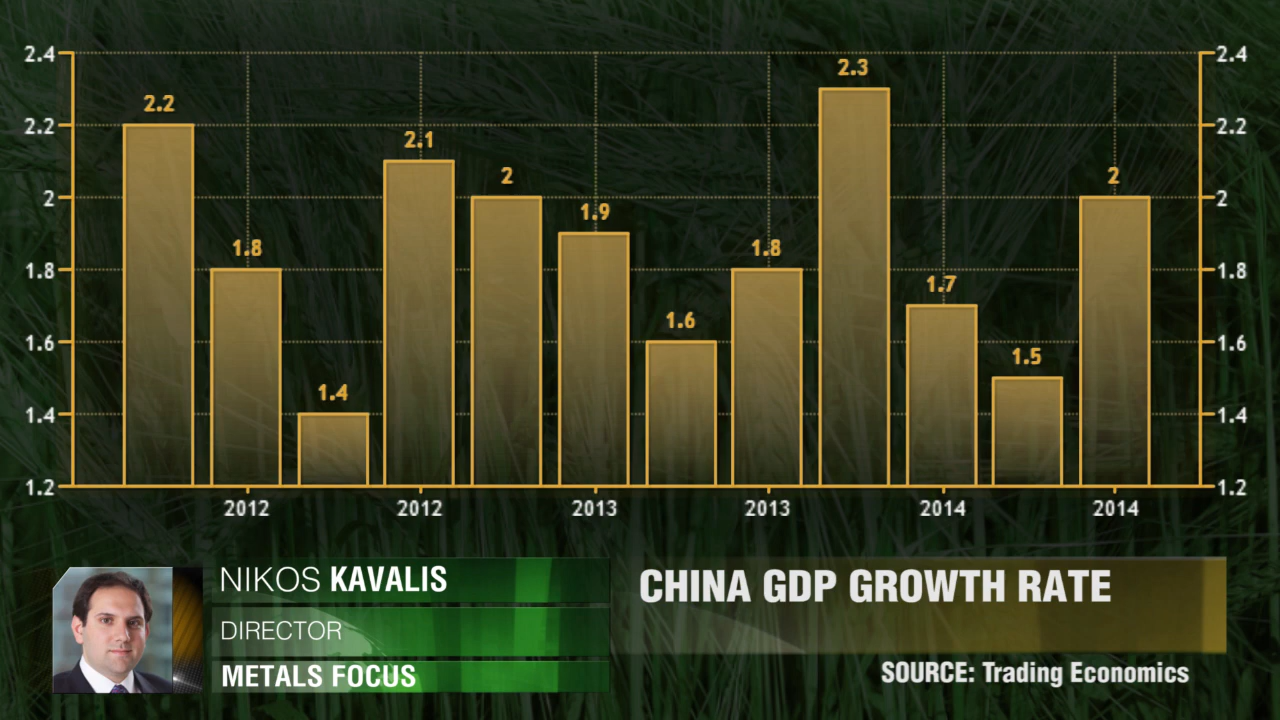 2.4 2.4
2.3
2.2
2.2 2.2
2.1
2
2 2 2
1.9
1.8 1.8
1.8 1.8
1.7
1.6
1.6 1.6
1.5
1.4
1.4 1.4
1.2 1.2
2012 2012 2013 2013 2014 2014
NIKOS KAVALIS
DIRECTOR
METALS FOCUS
CHINA GDP GROWTH RATE
SOURCE: Trading Economics